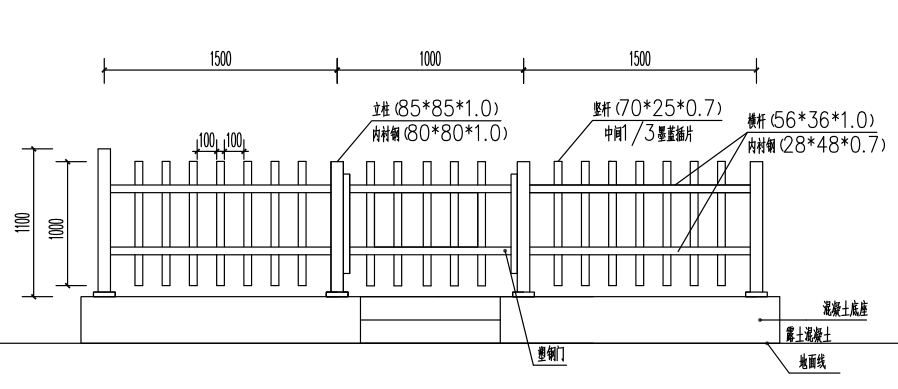 1500
1000
1500
立柱(85*85*1.0)
内衬钢(80*80*1.0)
竖杆(70*25*0.7)
中间1/3墨蓝插片
横杆(56*36*1.0)
内衬钢(28*48*0.7)
100
100
1100
1000
混凝土底座
露土混凝土
塑钢门
地面线